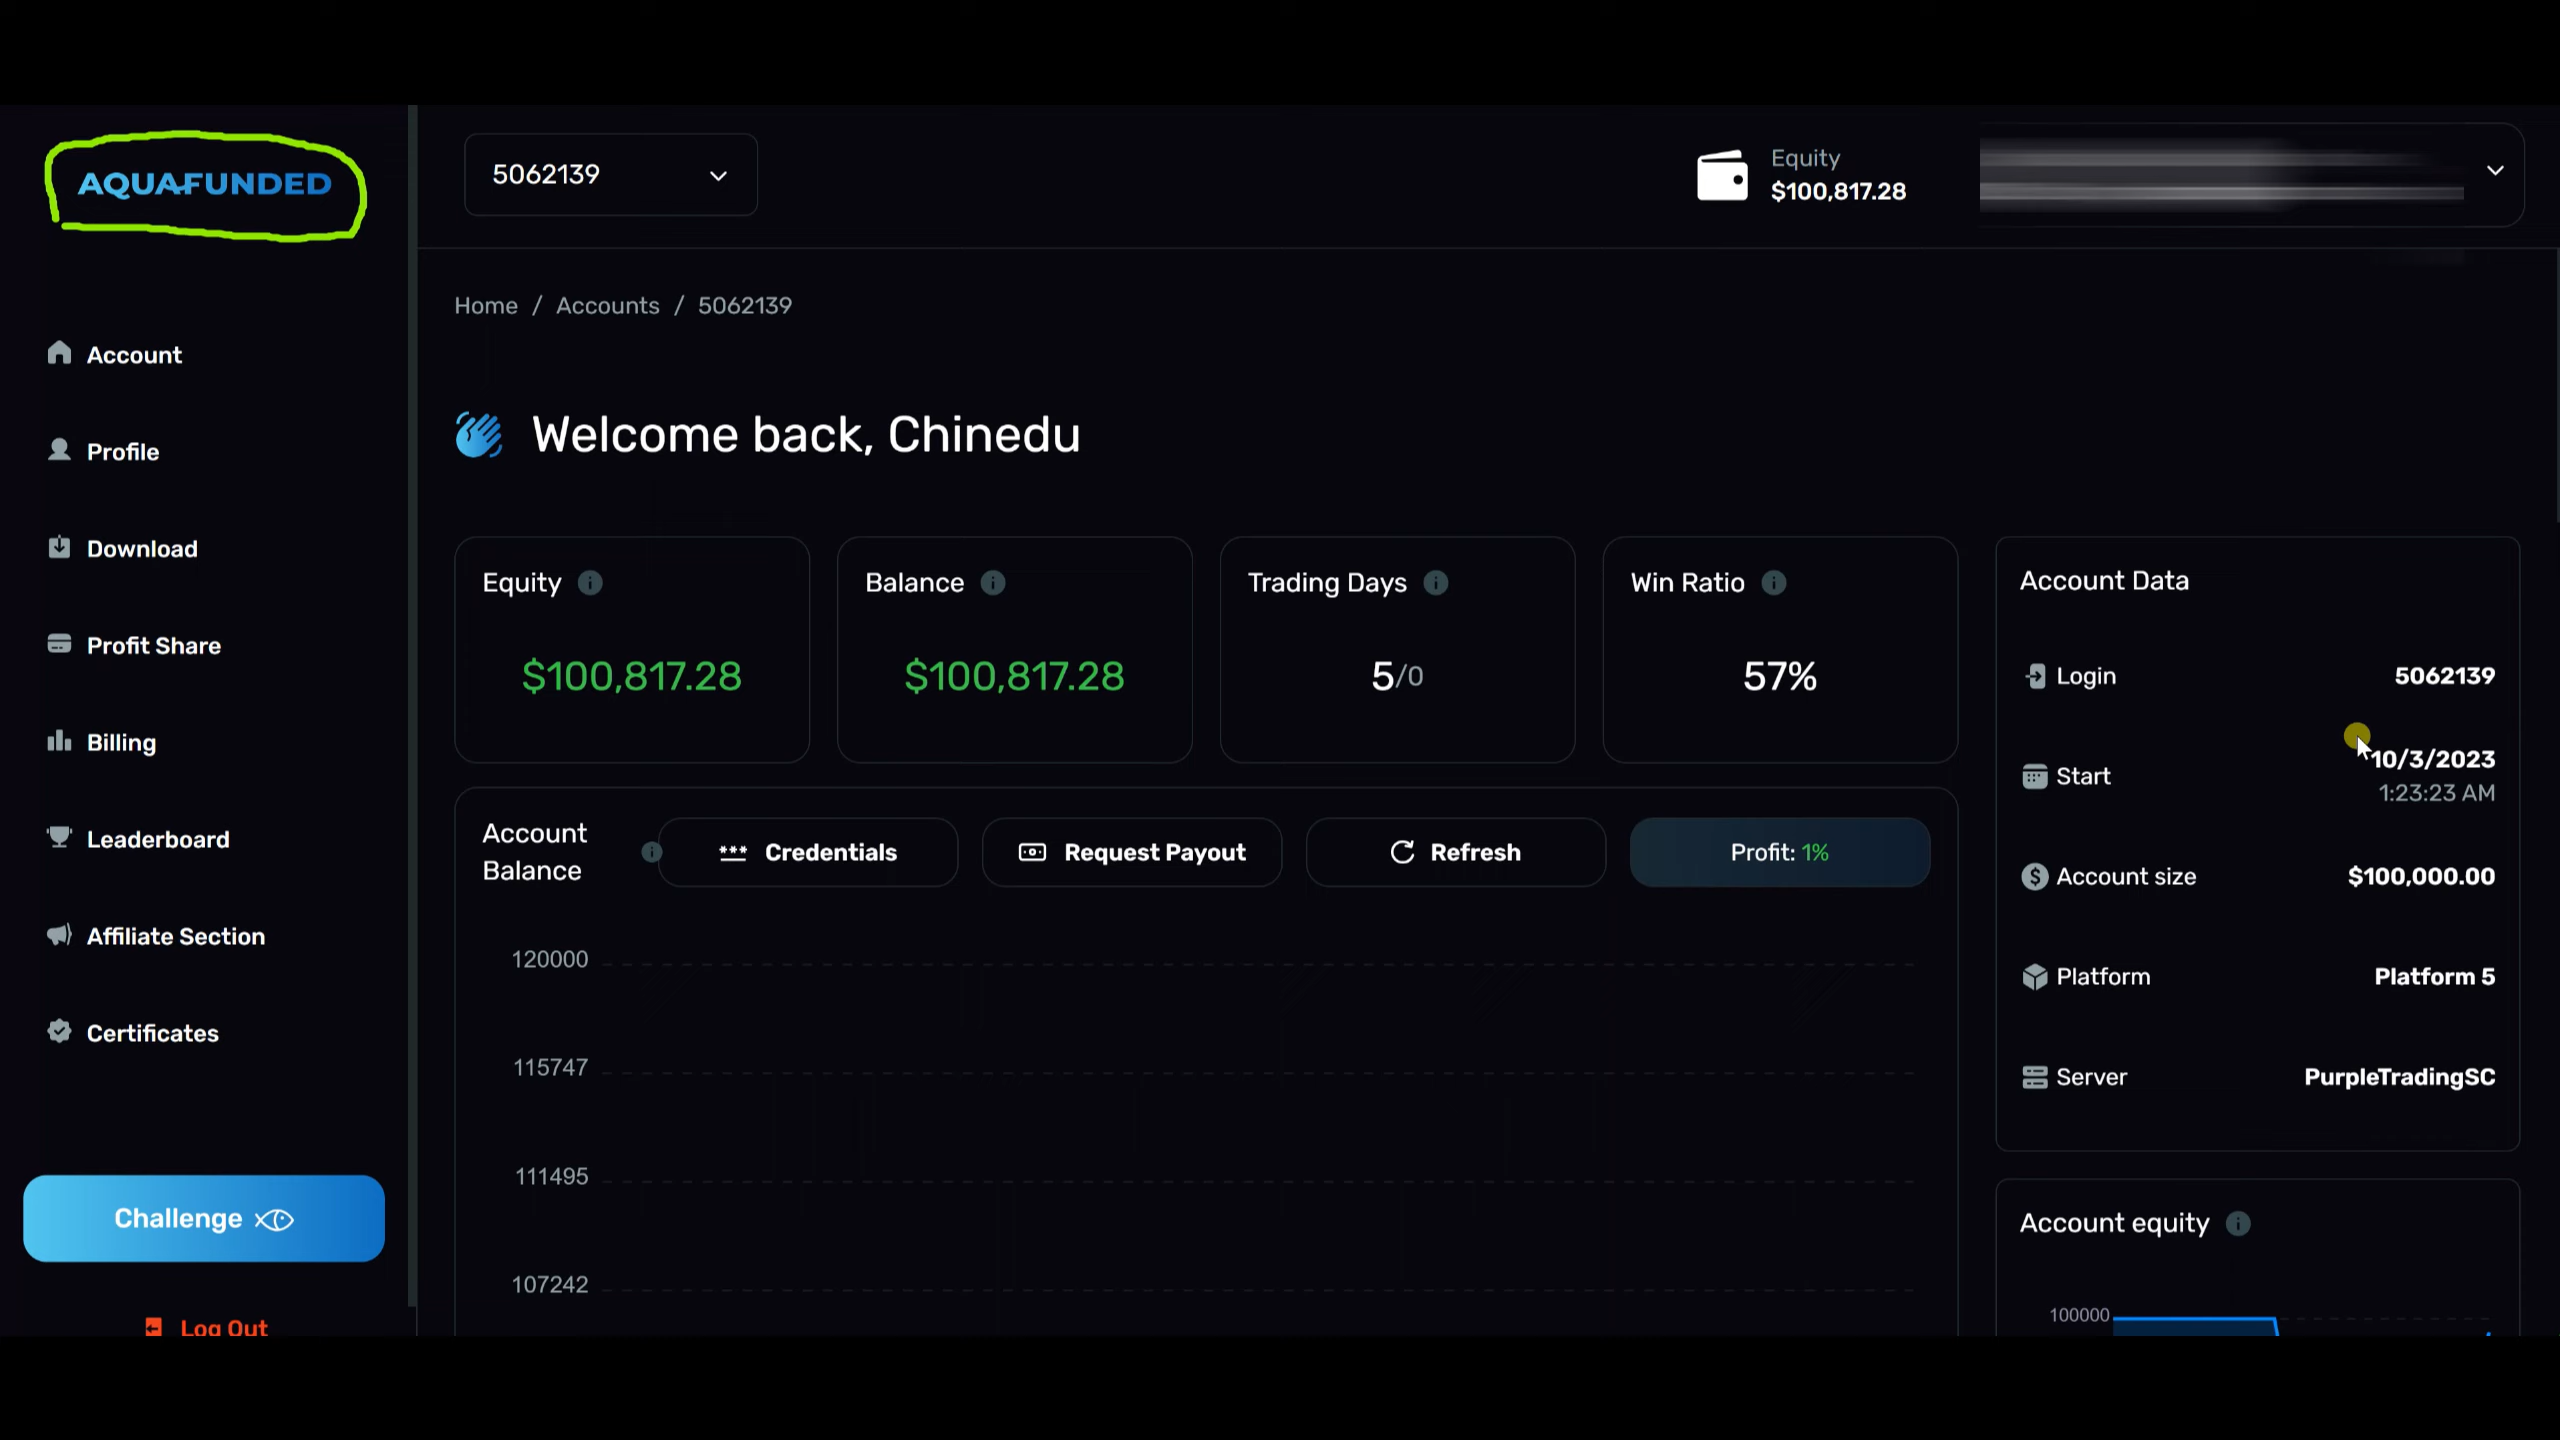 AQUAFUNDED
5062139
Equity
$100,817.28
Account
Profile
Download
Profit Share
Billing
Leaderboard
Affiliate Section
Certificates
Challenge
Log Out
Home / Accounts / 5062139
Welcome back, Chinedu
Equity
$100,817.28
Balance
$100,817.28
Trading Days
5/0
Win Ratio
57%
Account Balance
Credentials
Request Payout
Refresh
Profit: 1%
120000
115747
111495
107242
Account Data
Login 5062139
Start 10/3/2023
1:23:23 AM
Account size $100,000.00
Platform Platform 5
Server PurpleTradingSC
Account equity
100000